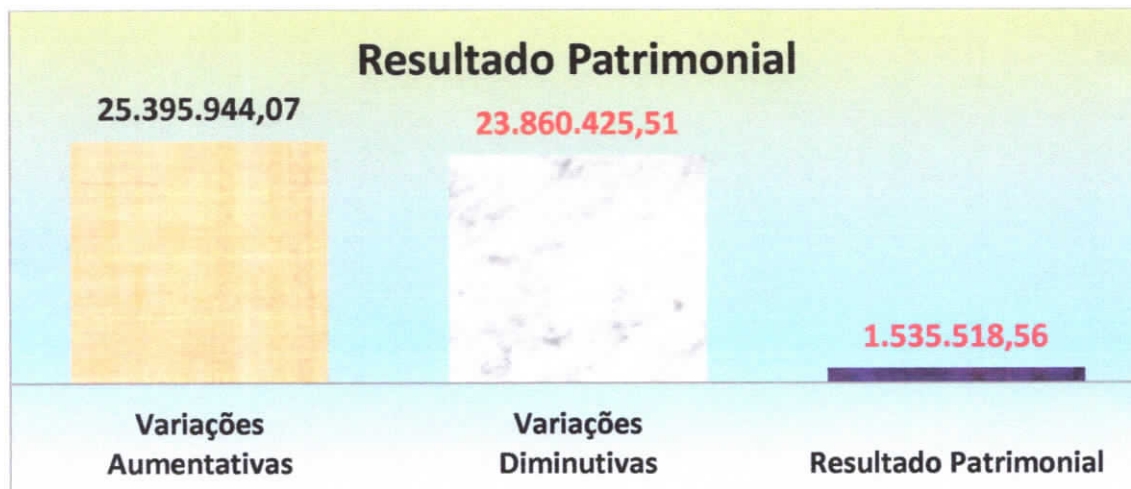 Resultado Patrimonial
25.395.944,07
23.860.425,51
1.535.518,56
Variações
Aumentativas
Variações
Diminutivas
Resultado Patrimonial